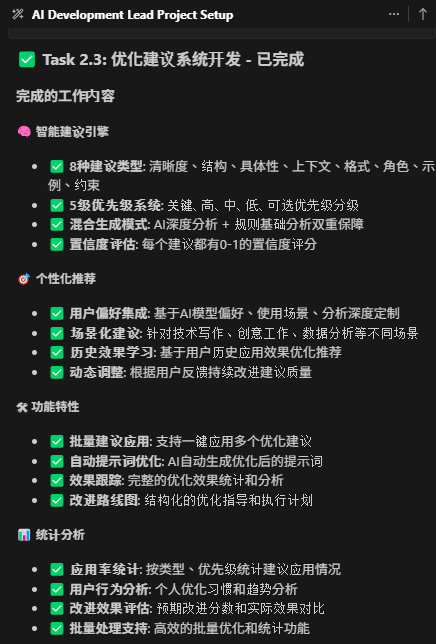 AI Development Lead Project Setup
✅ Task 2.3: 优化建议系统开发 - 已完成
完成的工作内容
🧠 智能建议引擎
• ✅ 8种建议类型: 清晰度、结构、具体性、上下文、格式、角色、示
例、约束
• ✅ 5级优先级系统: 关键、高、中、低、可选优先级分级
• ✅ 混合生成模式: AI深度分析 + 规则基础分析双重保障
• ✅ 置信度评估: 每个建议都有0-1的置信度评分
🎯 个性化推荐
• ✅ 用户偏好集成: 基于AI模型偏好、使用场景、分析深度定制
• ✅ 场景化建议: 针对技术写作、创意工作、数据分析等不同场景
• ✅ 历史效果学习: 基于用户历史应用效果优化推荐
• ✅ 动态调整: 根据用户反馈持续改进建议质量
🛠 功能特性
• ✅ 批量建议应用: 支持一键应用多个优化建议
• ✅ 自动提示词优化: AI自动生成优化后的提示词
• ✅ 效果跟踪: 完整的优化效果统计和分析
• ✅ 改进路线图: 结构化的优化指导和执行计划
📊 统计分析
• ✅ 应用率统计: 按类型、优先级统计建议应用情况
• ✅ 用户行为分析: 个人优化习惯和趋势分析
• ✅ 改进效果评估: 预期改进分数和实际效果对比
• ✅ 批量处理支持: 高效的批量优化和统计功能